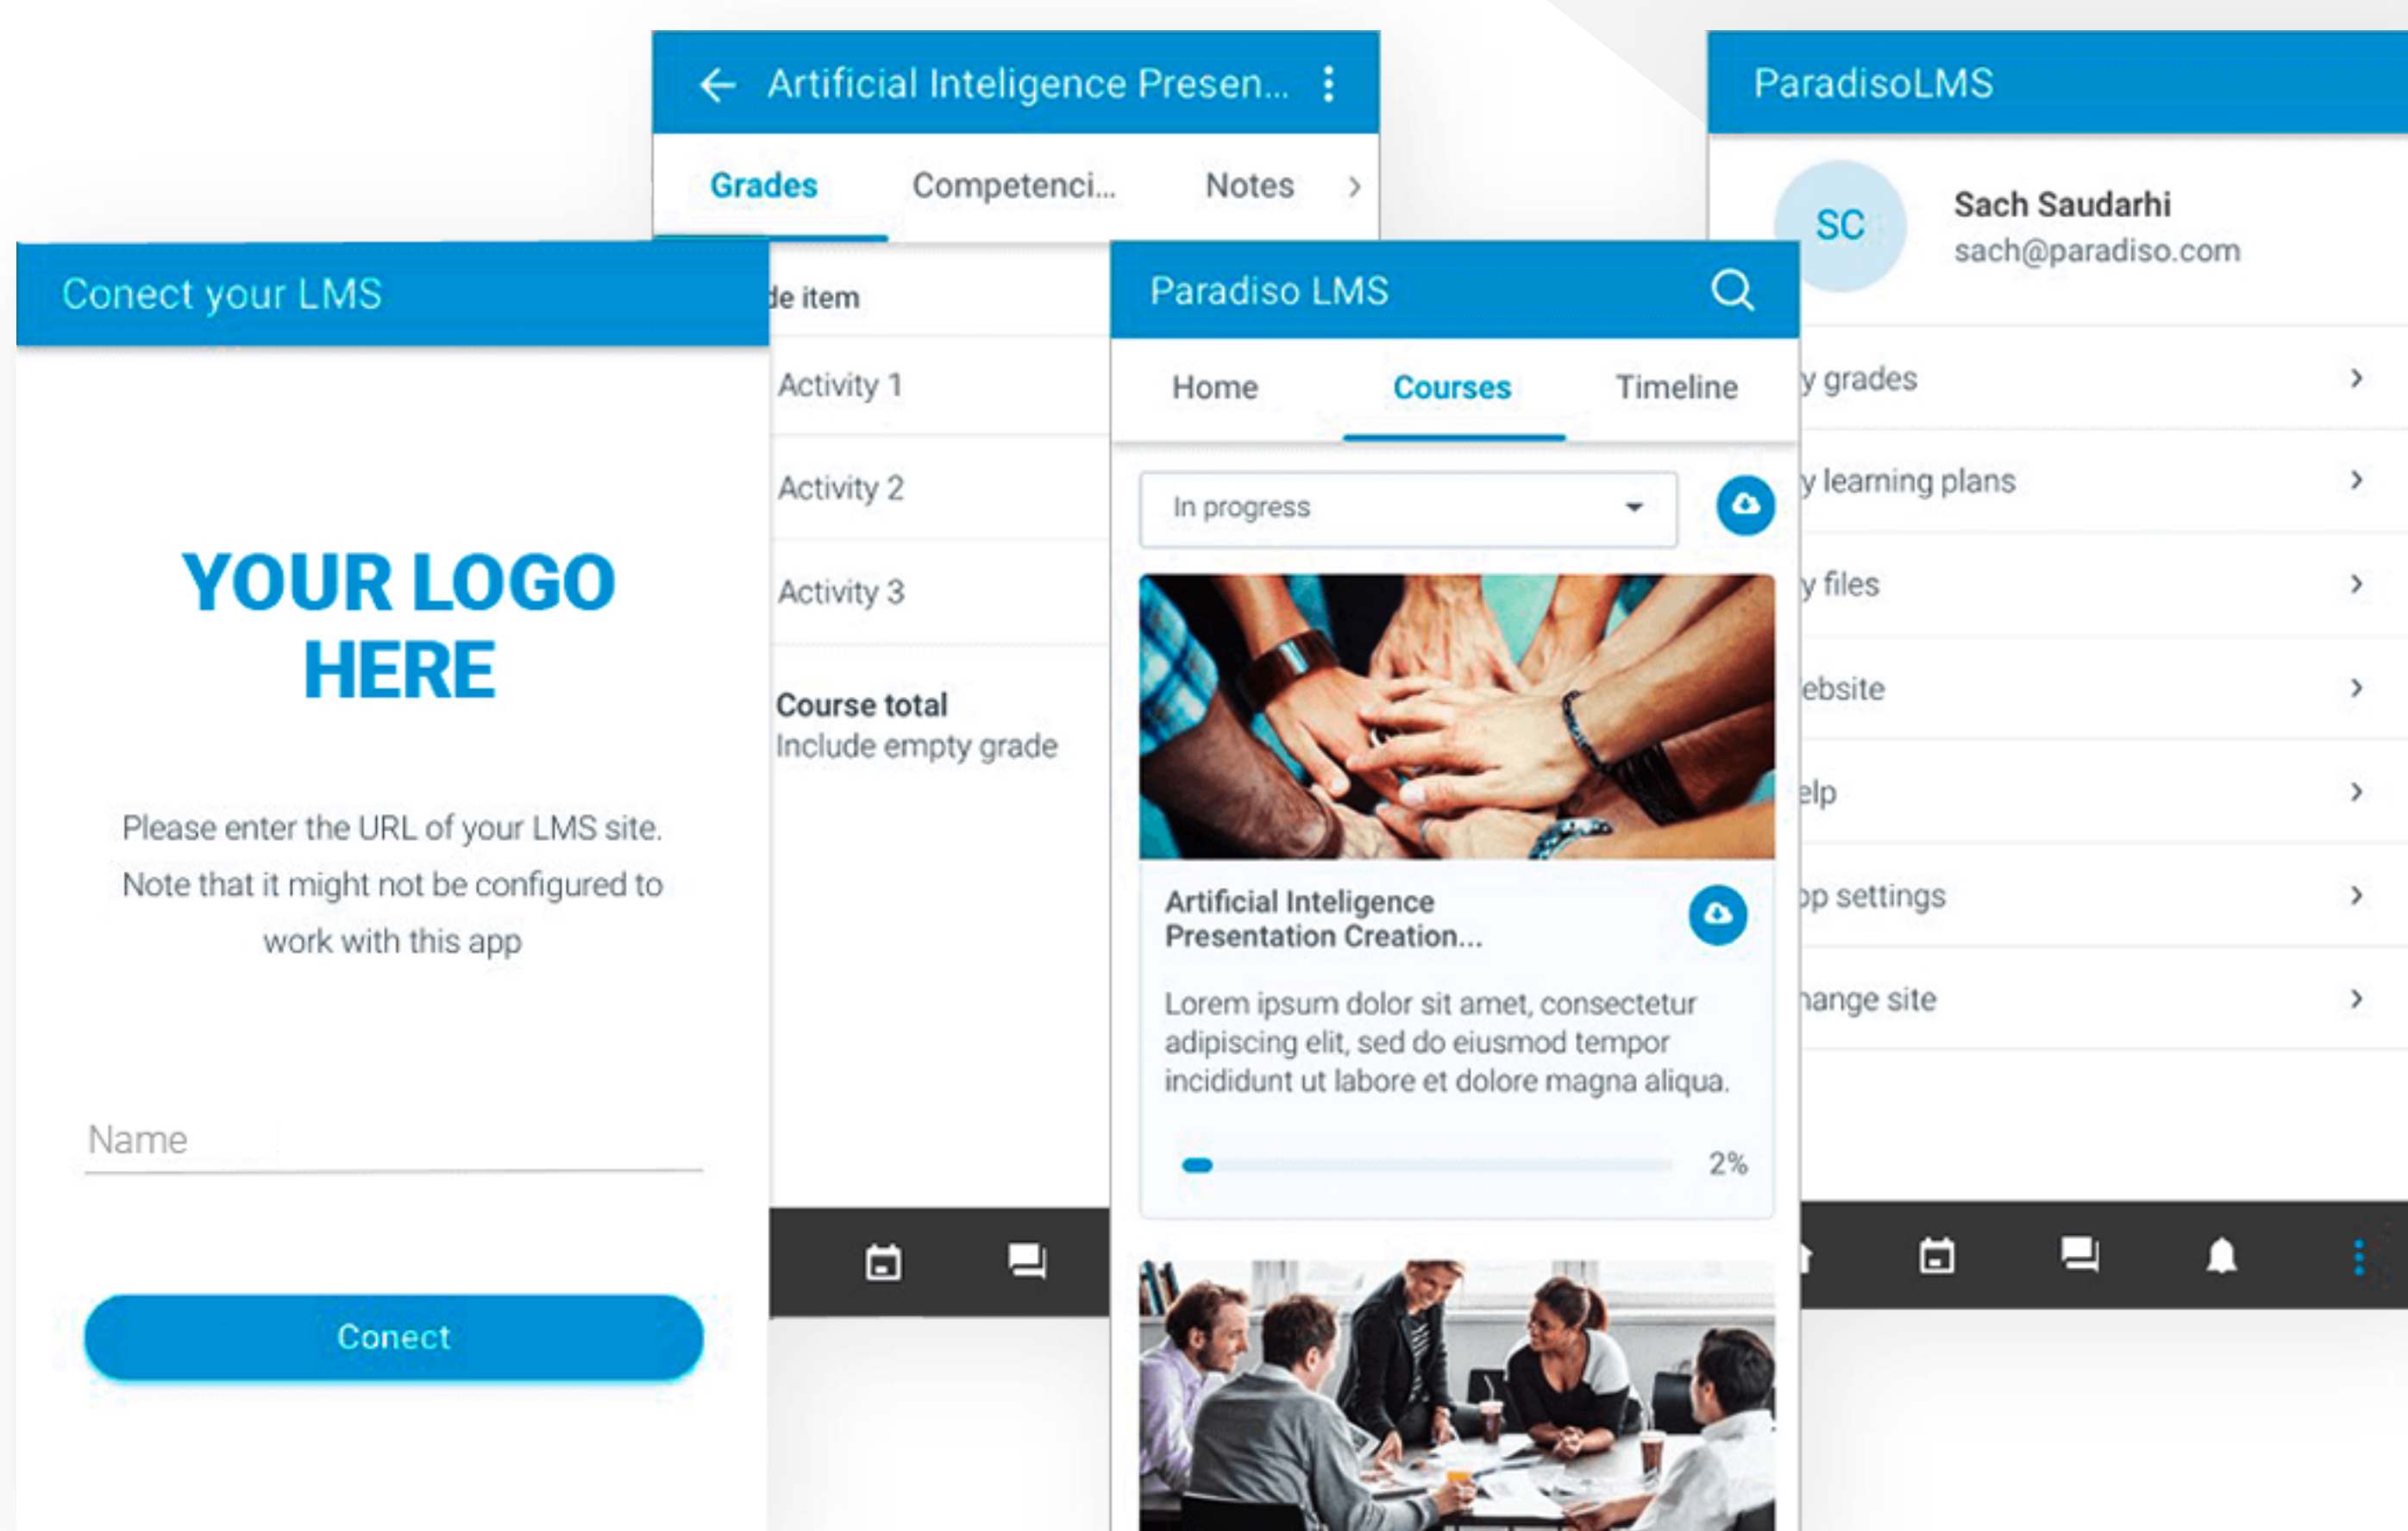 Conect your LMS
YOUR LOGO
HERE
Please enter the URL of your LMS site.
Note that it might not be configured to
work with this app
Name
Conect
Artificial Inteligence Presen...
Grades Competenci... Notes
item
Activity 1
Activity 2
Activity 3
Course total
Include empty grade
Paradiso LMS
Home Courses Timeline
In progress
Artificial Inteligence
Presentation Creation...
Lorem ipsum dolor sit amet, consectetur
adipiscing elit, sed do eiusmod tempor
incididunt ut labore et dolore magna aliqua.
2%
ParadisoLMS
SC
Sach Saudarhi
sach@paradiso.com
y grades
y learning plans
y files
ebsite
elp
pp settings
hange site